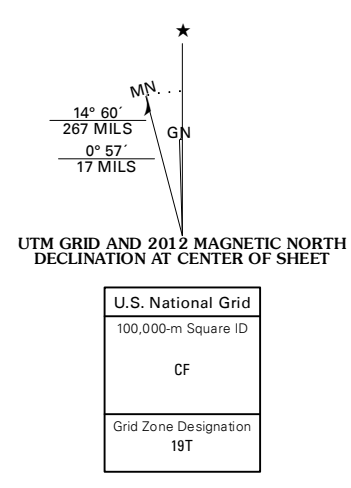 ★
MN
14° 60´
267 MILS
GN
0° 57´
17 MILS
UTM GRID AND 2012 MAGNETIC NORTH
DECLINATION AT CENTER OF SHEET
U.S. National Grid
100,000-m Square ID
CF
Grid Zone Designation
19T